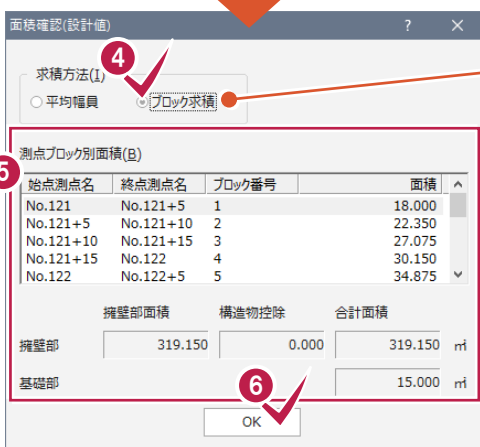 面積確認(設計値) ? ×
4
求積方法(I)
平均幅員 ブロック求積
5
測点ブロック別面積(B)
始点測点名 終点測点名 ブロック番号 面積
No.121 No.121+5 1 18.000
No.121+5 No.121+10 2 22.350
No.121+10 No.121+15 3 27.075
No.121+15 No.122 4 30.150
No.122 No.122+5 5 34.875
擁壁部面積 構造物控除 合計面積
擁壁部 319.150 0.000 319.150 ㎡
基礎部 15.000 ㎡
6
OK